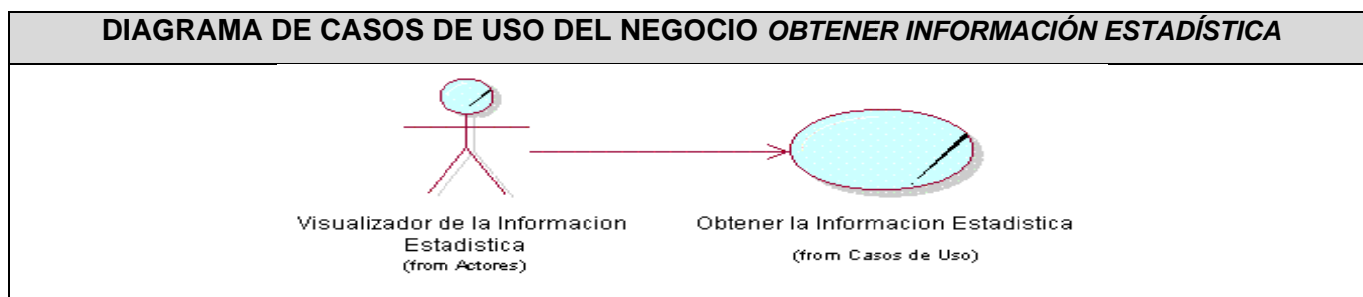 DIAGRAMA DE CASOS DE USO DEL NEGOCIO OBTENER INFORMACIÓN ESTADÍSTICA
Visualizador de la Informacion
Estadistica
(from Actores)
Obtener la Informacion Estadistica
(from Casos de Uso)